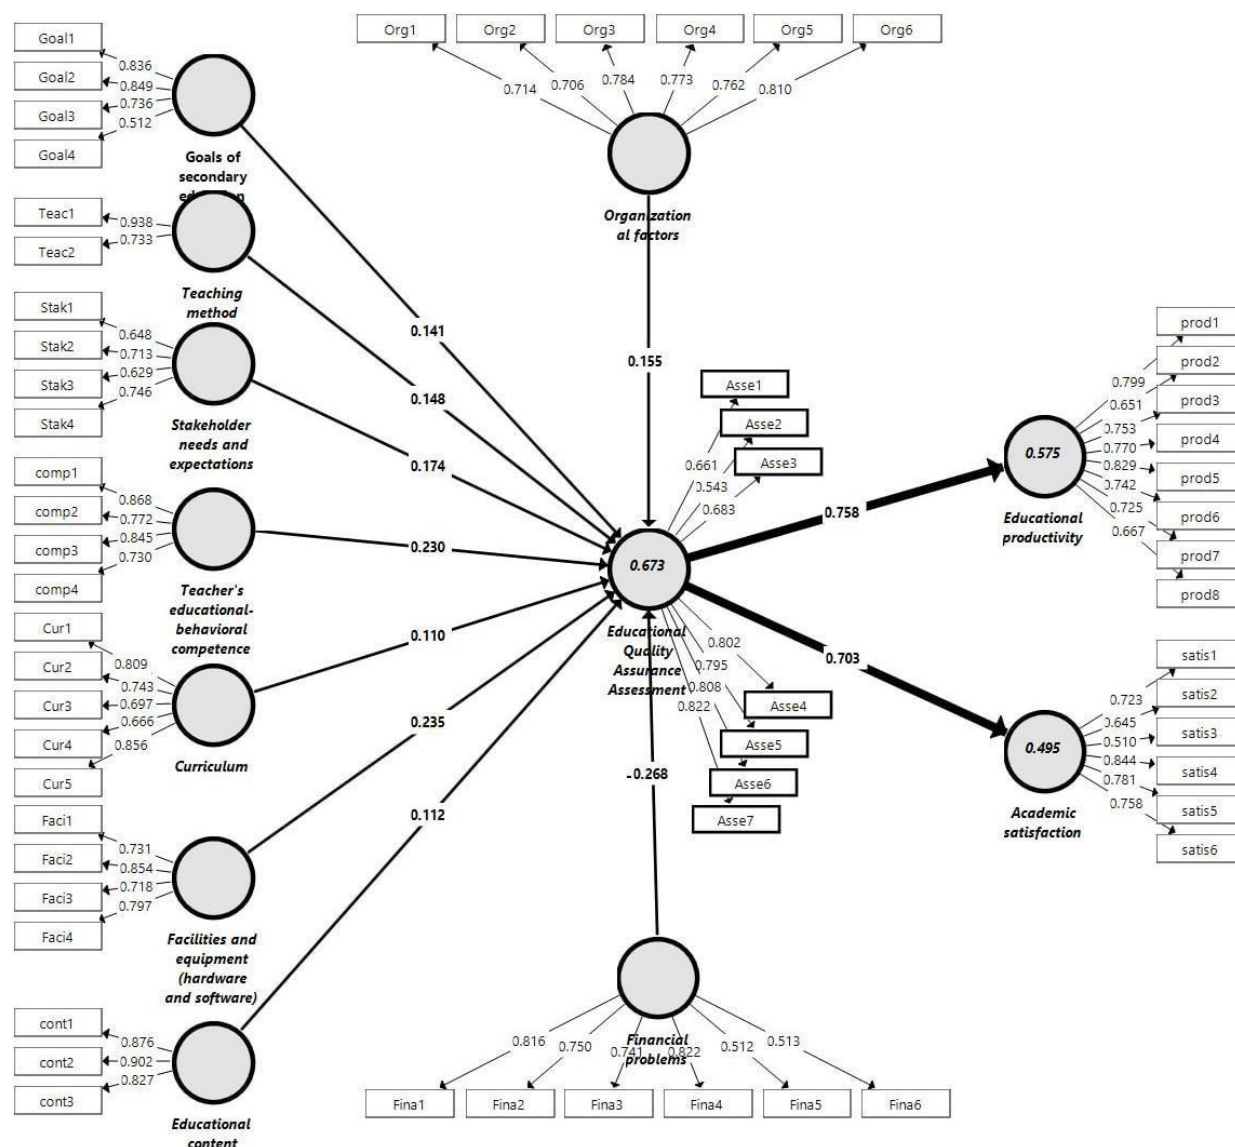 Goal1
Goal2
Goal3
Goal4
0.836
0.849
0.736
0.512
Goals of
secondary
Teac1
Teac2
0.938
0.733
Teaching
method
Stak1
Stak2
Stak3
Stak4
0.648
0.713
0.629
0.746
Stakeholder
needs and
expectations
comp1
comp2
comp3
comp4
0.868
0.772
0.845
0.730
Teacher's
educational-
behavioral
competence
Cur1
Cur2
Cur3
Cur4
Cur5
0.809
0.743
0.697
0.666
0.856
Curriculum
Faci1
Faci2
Faci3
Faci4
0.731
0.854
0.718
0.797
Facilities and
equipment
(hardware
and software)
cont1
cont2
cont3
0.876
0.902
0.827
Educational
content
Org1
Org2
Org3
Org4
Org5
Org6
0.714
0.706
0.784
0.773
0.762
0.810
Organization
al factors
0.141
0.148
0.174
0.230
0.110
0.235
0.112
0.155
-0.268
Asse1
Asse2
Asse3
0.661
0.543
0.683
0.673
Educational
Quality
Assurance
Assessment
0.802
0.795
0.808
0.822
Asse4
Asse5
Asse6
Asse7
0.758
0.703
0.575
Educational
productivity
0.799
0.651
0.753
0.770
0.829
0.742
0.725
0.667
prod1
prod2
prod3
prod4
prod5
prod6
prod7
prod8
0.495
Academic
satisfaction
0.723
0.645
0.510
0.844
0.781
0.758
satis1
satis2
satis3
satis4
satis5
satis6
Financial
problems
0.816
0.750
0.741
0.822
0.512
0.513
Fina1
Fina2
Fina3
Fina4
Fina5
Fina6